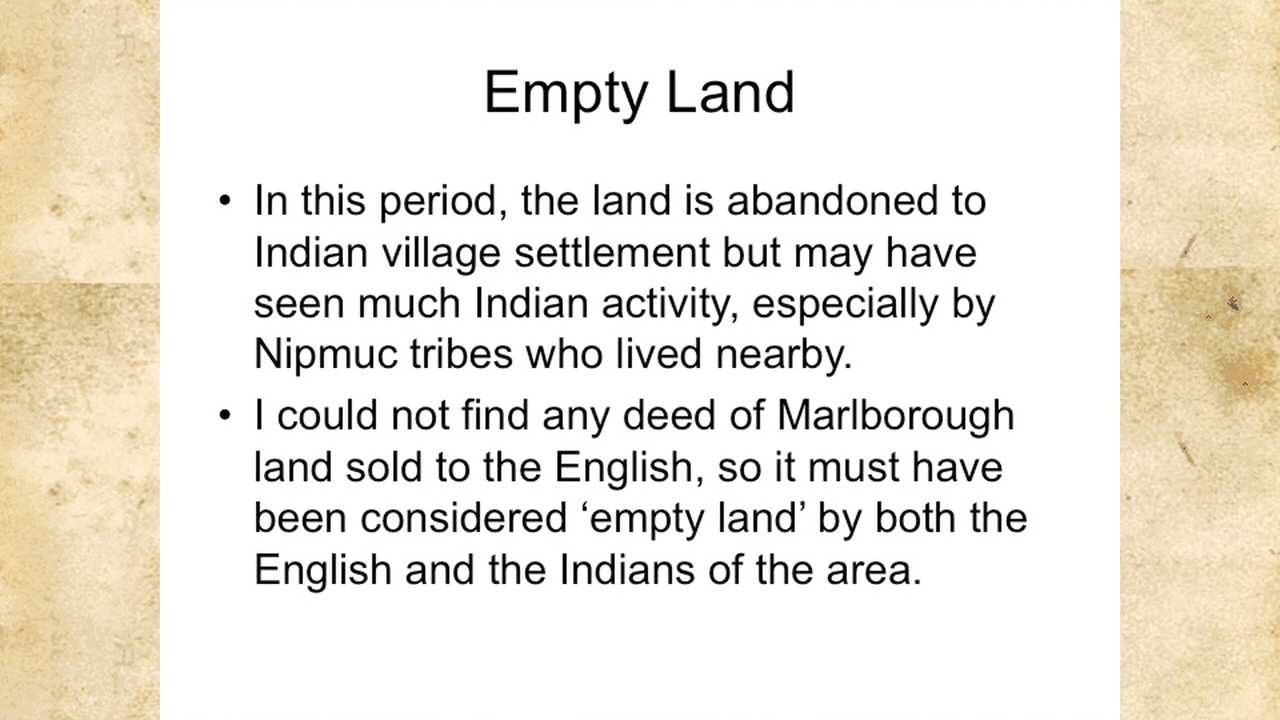 Empty Land
• In this period, the land is abandoned to
Indian village settlement but may have
seen much Indian activity, especially by
Nipmuc tribes who lived nearby.
• I could not find any deed of Marlborough
land sold to the English, so it must have
been considered ‘empty land’ by both the
English and the Indians of the area.